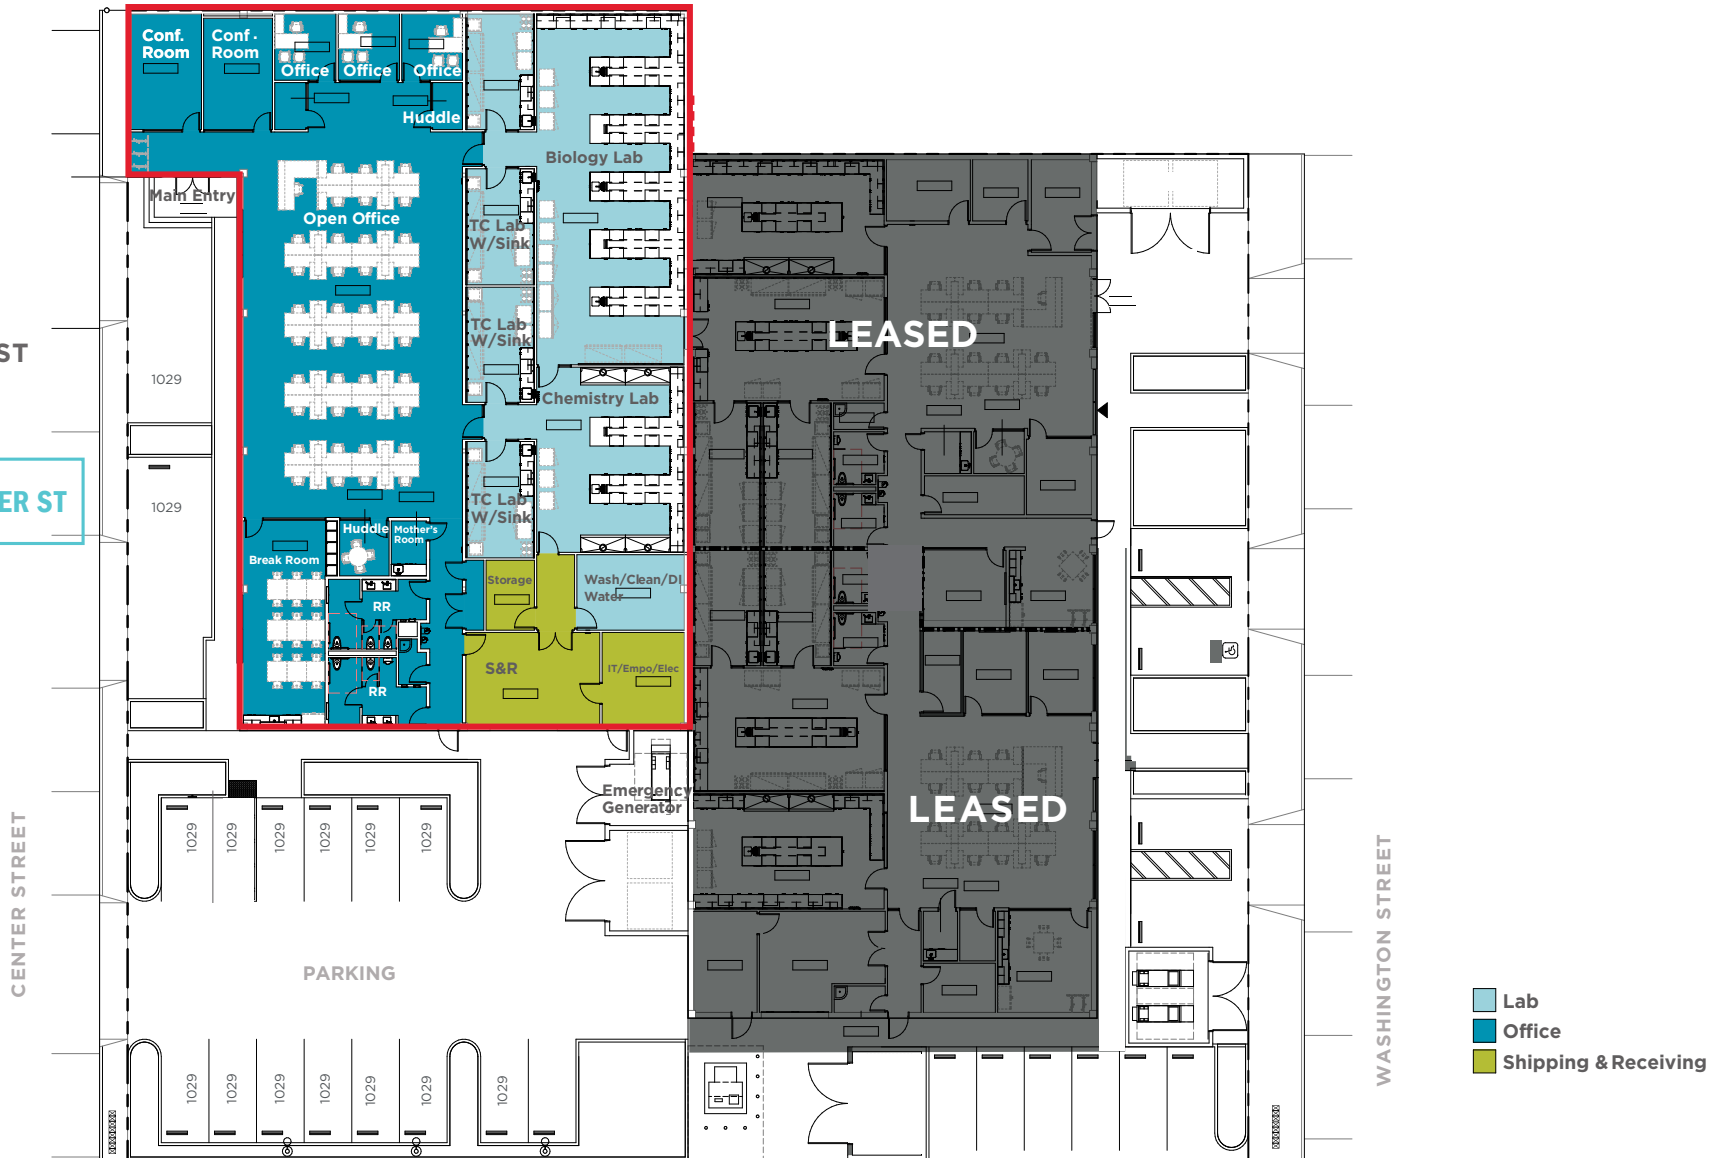 Conf.
Room
Conf.
Room
Office
Office
Office
Huddle
Biology Lab
Main Entry
Open Office
TC Lab
W/Sink
TC Lab
W/Sink
LEASED
ST
1029
Chemistry Lab
1029
ER ST
TC Lab
W/Sink
Huddle
Mother's
Room
Break Room
Storage
Wash/Clean/DI
Water
RR
S&R
IT/Empo/Elec
RR
Emergency
Generator
LEASED
1029
1029
1029
1029
1029
1029
CENTER STREET
WASHINGTON STREET
PARKING
Lab
Office
Shipping & Receiving
1029
1029
1029
1029
1029
1029
1029